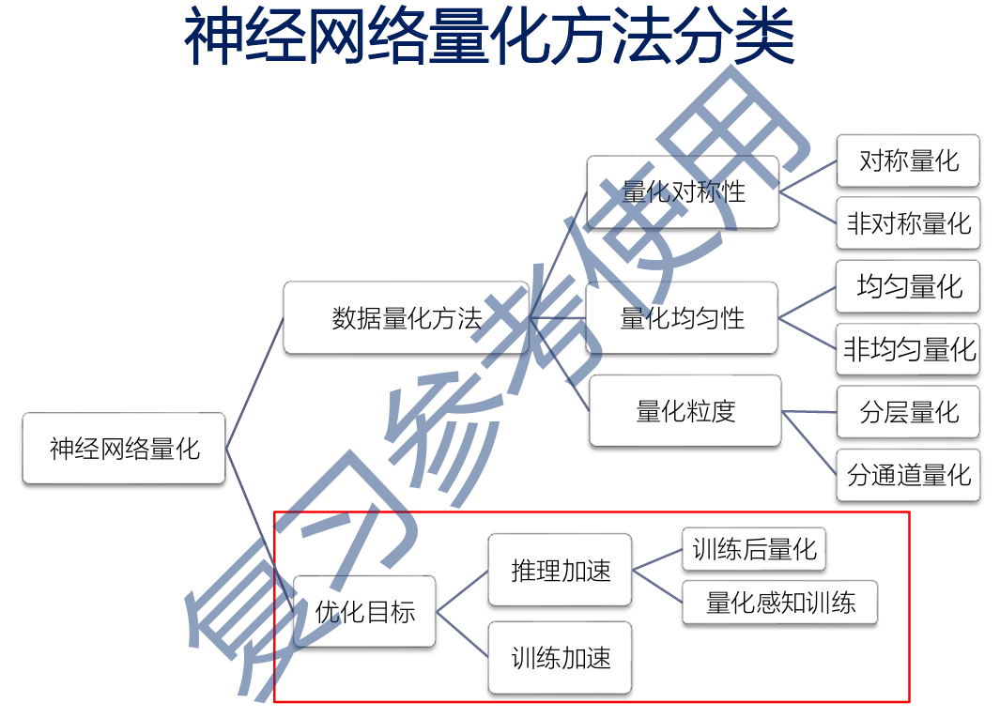 神经网络量化方法分类
对称量化
量化对称性
非对称量化
均匀量化
数据量化方法
量化均匀性
非均匀量化
量化粒度
分层量化
神经网络量化
分通道量化
训练后量化
推理加速
量化感知训练
优化目标
训练加速
复习参考使用